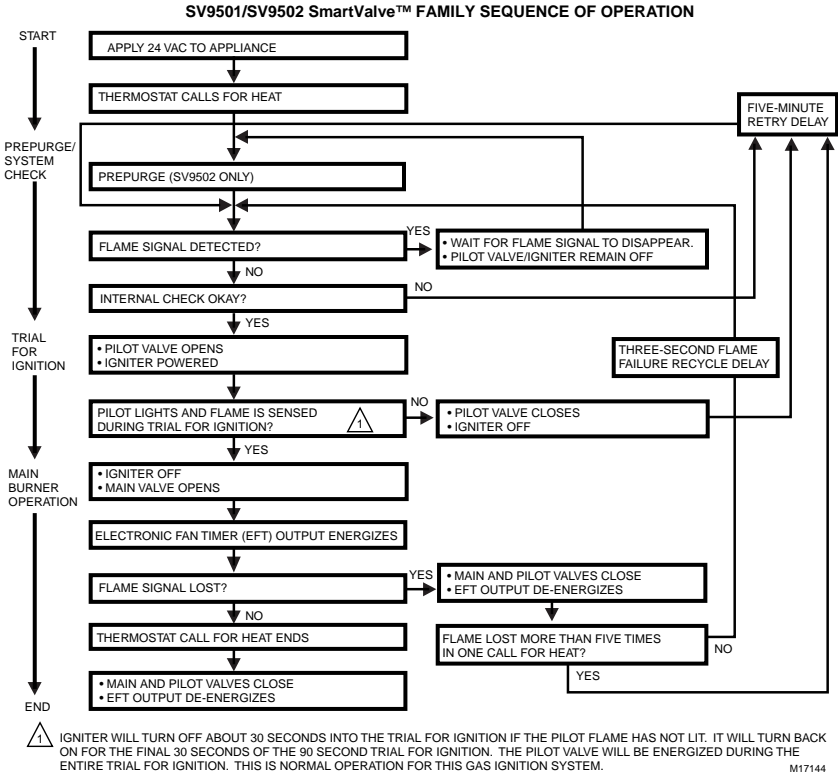 SV9501/SV9502 SmartValve™ FAMILY SEQUENCE OF OPERATION
START
APPLY 24 VAC TO APPLIANCE
THERMOSTAT CALLS FOR HEAT
FIVE-MINUTE
RETRY DELAY
PREPURGE/
SYSTEM
CHECK
PREPURGE (SV9502 ONLY)
FLAME SIGNAL DETECTED?
YES
• WAIT FOR FLAME SIGNAL TO DISAPPEAR.
• PILOT VALVE/IGNITER REMAIN OFF
NO
INTERNAL CHECK OKAY?
NO
YES
TRIAL
FOR
IGNITION
• PILOT VALVE OPENS
• IGNITER POWERED
THREE-SECOND FLAME
FAILURE RECYCLE DELAY
PILOT LIGHTS AND FLAME IS SENSED
DURING TRIAL FOR IGNITION?
1
NO
• PILOT VALVE CLOSES
• IGNITER OFF
YES
MAIN
BURNER
OPERATION
• IGNITER OFF
• MAIN VALVE OPENS
ELECTRONIC FAN TIMER (EFT) OUTPUT ENERGIZES
FLAME SIGNAL LOST?
YES
• MAIN AND PILOT VALVES CLOSE
• EFT OUTPUT DE-ENERGIZES
NO
THERMOSTAT CALL FOR HEAT ENDS
FLAME LOST MORE THAN FIVE TIMES
IN ONE CALL FOR HEAT?
NO
YES
• MAIN AND PILOT VALVES CLOSE
• EFT OUTPUT DE-ENERGIZES
END
1
IGNITER WILL TURN OFF ABOUT 30 SECONDS INTO THE TRIAL FOR IGNITION IF THE PILOT FLAME HAS NOT LIT. IT WILL TURN BACK
ON FOR THE FINAL 30 SECONDS OF THE 90 SECOND TRIAL FOR IGNITION. THE PILOT VALVE WILL BE ENERGIZED DURING THE
ENTIRE TRIAL FOR IGNITION. THIS IS NORMAL OPERATION FOR THIS GAS IGNITION SYSTEM.
M17144